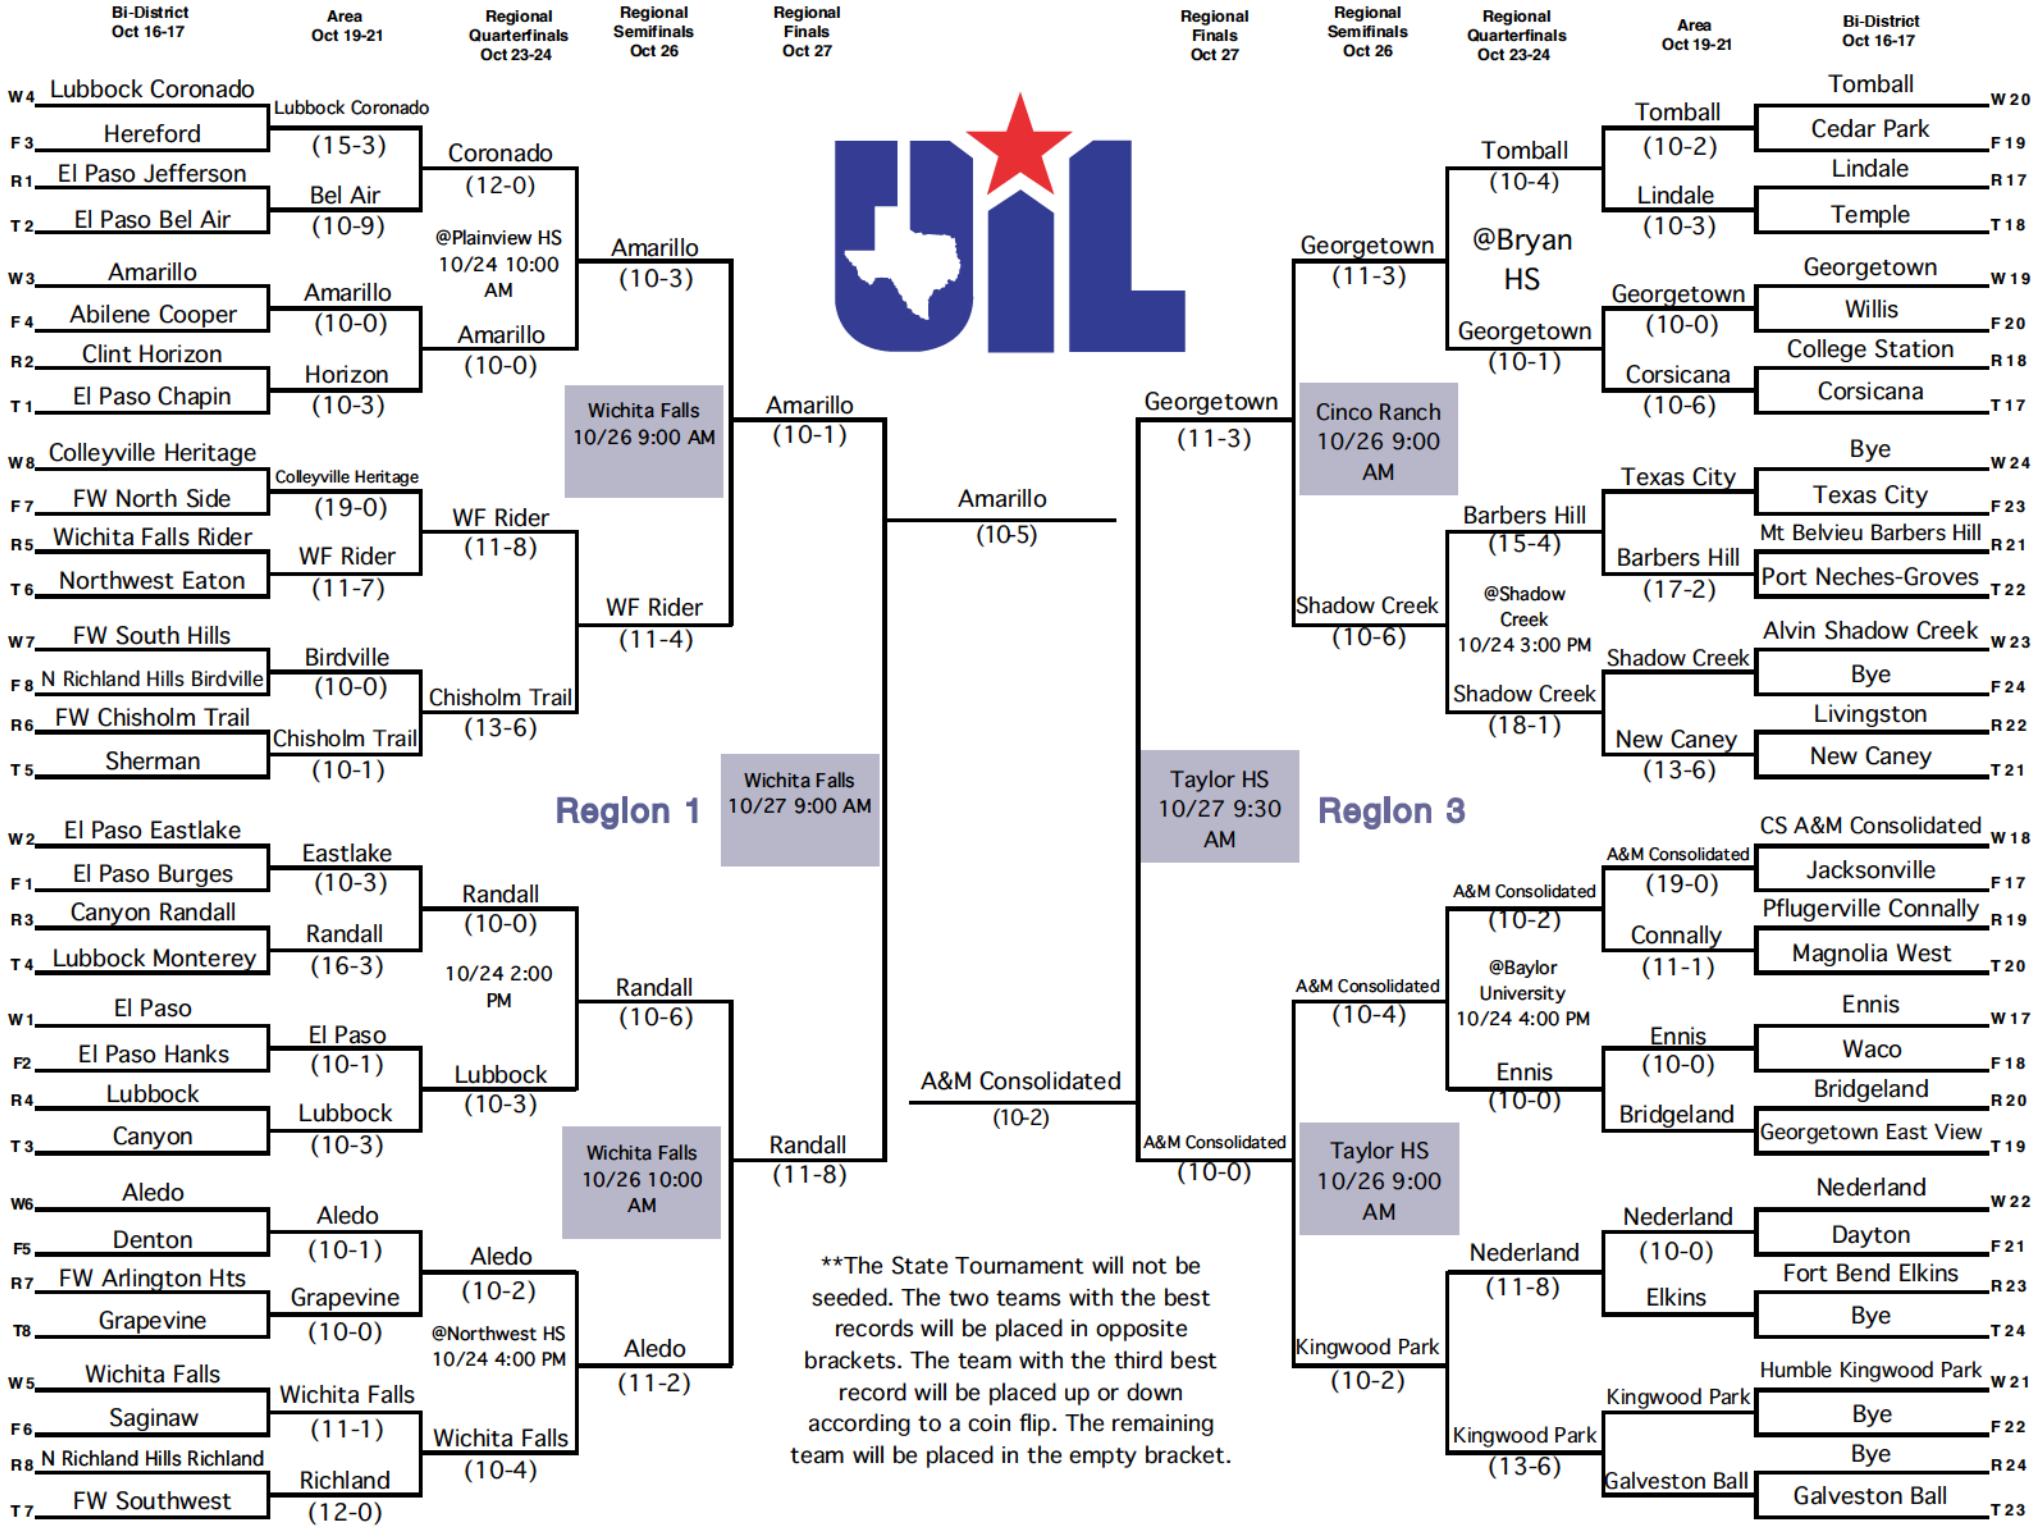 Bi-District
Oct 16-17
Area
Oct 19-21
Regional
Quarterfinals
Oct 23-24
Regional
Semifinals
Oct 26
Regional
Finals
Oct 27
Regional
Finals
Oct 27
Regional
Semifinals
Oct 26
Regional
Quarterfinals
Oct 23-24
Area
Oct 19-21
Bi-District
Oct 16-17
W4 Lubbock Coronado
F3 Hereford
R1 El Paso Jefferson
T2 El Paso Bel Air
W3 Amarillo
F4 Abilene Cooper
R2 Clint Horizon
T1 El Paso Chapin
W8 Colleyville Heritage
F7 FW North Side
R5 Wichita Falls Rider
T6 Northwest Eaton
W7 FW South Hills
F8 N Richland Hills Birdville
R6 FW Chisholm Trail
T5 Sherman
W2 El Paso Eastlake
F1 El Paso Burges
R3 Canyon Randall
T4 Lubbock Monterey
W1 El Paso
F2 El Paso Hanks
R4 Lubbock
T3 Canyon
W6 Aledo
F5 Denton
R7 FW Arlington Hts
T8 Grapevine
W5 Wichita Falls
F6 Saginaw
R8 N Richland Hills Richland
T7 FW Southwest
Lubbock Coronado
(15-3)
Bel Air
(10-9)
Amarillo
(10-0)
Horizon
(10-3)
Colleyville Heritage
(19-0)
WF Rider
(11-7)
Birdville
(10-0)
Chisholm Trail
(10-1)
Eastlake
(10-3)
Randall
(16-3)
El Paso
(10-1)
Lubbock
(10-3)
Aledo
(10-1)
Grapevine
(10-0)
Wichita Falls
(11-1)
Richland
(12-0)
Coronado
(12-0)
@Plainview HS
10/24 10:00
AM
Amarillo
(10-0)
WF Rider
(11-8)
Chisholm Trail
(13-6)
Randall
(10-0)
10/24 2:00
PM
Lubbock
(10-3)
Aledo
(10-2)
@Northwest HS
10/24 4:00 PM
Wichita Falls
(10-4)
Amarillo
(10-3)
Wichita Falls
10/26 9:00 AM
WF Rider
(11-4)
Region 1
Randall
(10-6)
Wichita Falls
10/26 10:00
AM
Aledo
(11-2)
Amarillo
(10-1)
Wichita Falls
10/27 9:00 AM
Randall
(11-8)
UIL
Amarillo
(10-5)
A&M Consolidated
(10-2)
**The State Tournament will not be
seeded. The two teams with the best
records will be placed in opposite
brackets. The team with the third best
record will be placed up or down
according to a coin flip. The remaining
team will be placed in the empty bracket.
Georgetown
(11-3)
Taylor HS
10/27 9:30
AM
A&M Consolidated
(10-0)
Georgetown
(11-3)
Cinco Ranch
10/26 9:00
AM
Shadow Creek
(10-6)
Region 3
A&M Consolidated
(10-4)
Taylor HS
10/26 9:00
AM
Kingwood Park
(10-2)
Tomball
(10-4)
@Bryan
HS
Georgetown
(10-1)
Barbers Hill
(15-4)
@Shadow
Creek
10/24 3:00 PM
Shadow Creek
(18-1)
A&M Consolidated
(10-2)
@Baylor
University
10/24 4:00 PM
Ennis
(10-0)
Nederland
(11-8)
Kingwood Park
(13-6)
Tomball
(10-2)
Lindale
(10-3)
Georgetown
(10-0)
Corsicana
(10-6)
Texas City
Barbers Hill
(17-2)
Shadow Creek
New Caney
(13-6)
A&M Consolidated
(19-0)
Connally
(11-1)
Ennis
(10-0)
Bridgeland
Nederland
(10-0)
Elkins
Kingwood Park
Galveston Ball
Tomball W20
Cedar Park F19
Lindale R17
Temple T18
Georgetown W19
Willis F20
College Station R18
Corsicana T17
Bye W24
Texas City F23
Mt Belvieu Barbers Hill R21
Port Neches-Groves T22
Alvin Shadow Creek W23
Bye F24
Livingston R22
New Caney T21
CS A&M Consolidated W18
Jacksonville F17
Pflugerville Connally R19
Magnolia West T20
Ennis W17
Waco F18
Bridgeland R20
Georgetown East View T19
Nederland W22
Dayton F21
Fort Bend Elkins R23
Bye T24
Humble Kingwood Park W21
Bye F22
Bye R24
Galveston Ball T23